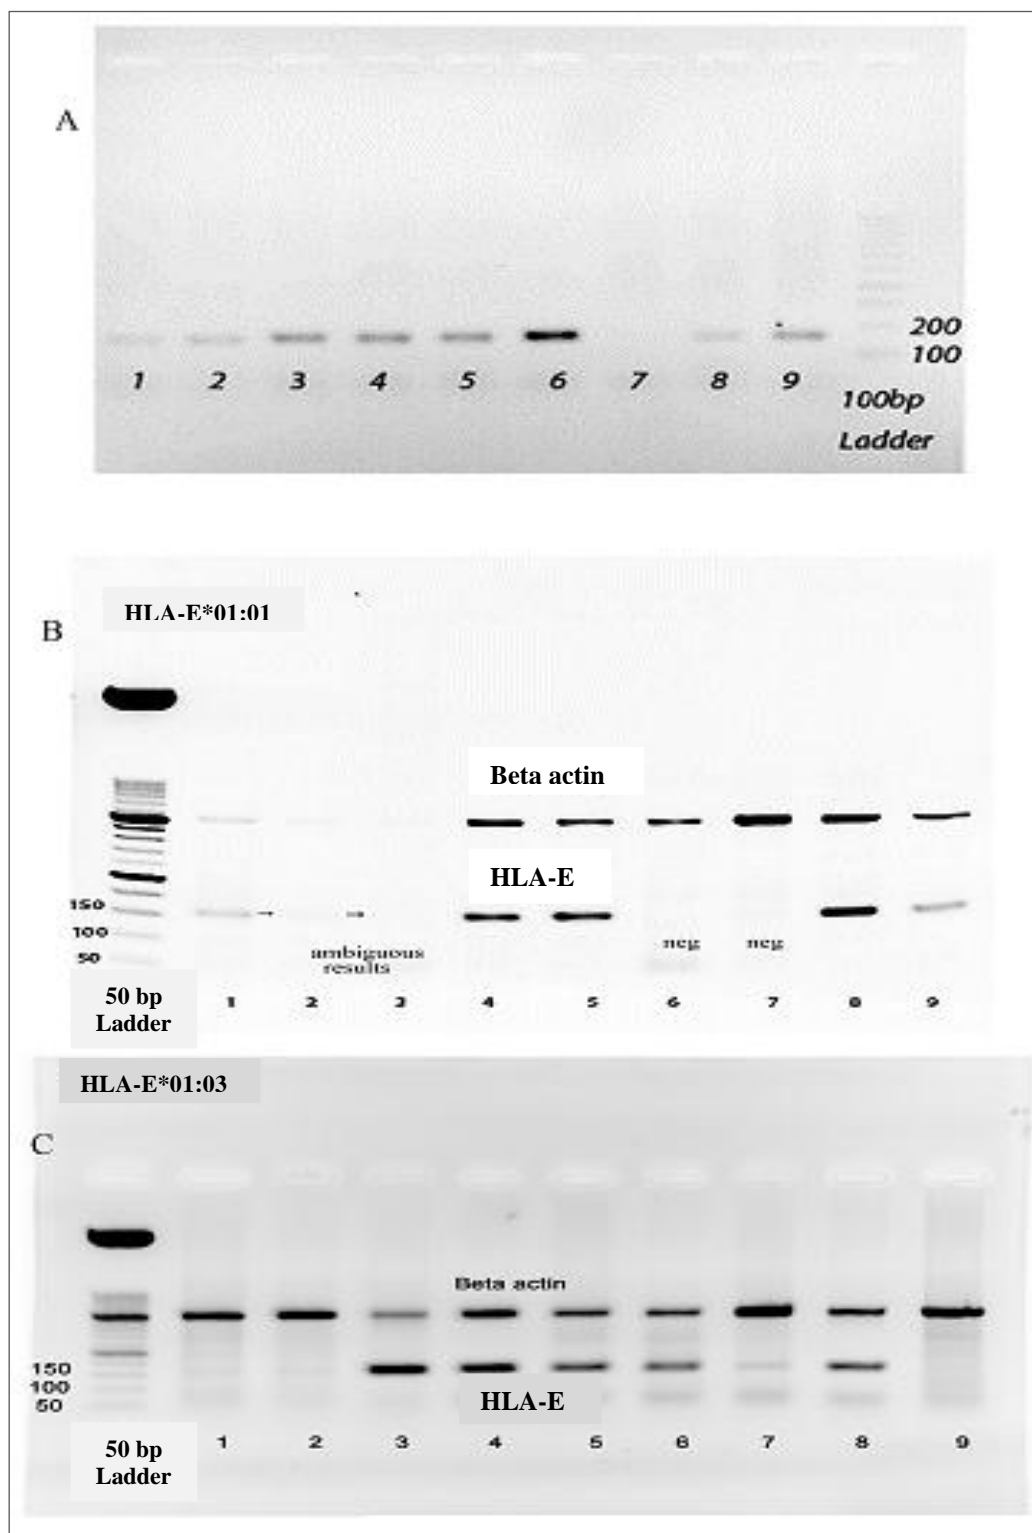 A
1 2 3 4 5 6 7 8 9
200
100
100bp
Ladder
B
HLA-E*01:01
Beta actin
HLA-E
150
100
50
ambiguous
results
neg neg
50 bp
Ladder
1 2 3 4 5 6 7 8 9
HLA-E*01:03
C
Beta actin
150
100
50
HLA-E
50 bp
Ladder
1 2 3 4 5 6 7 8 9